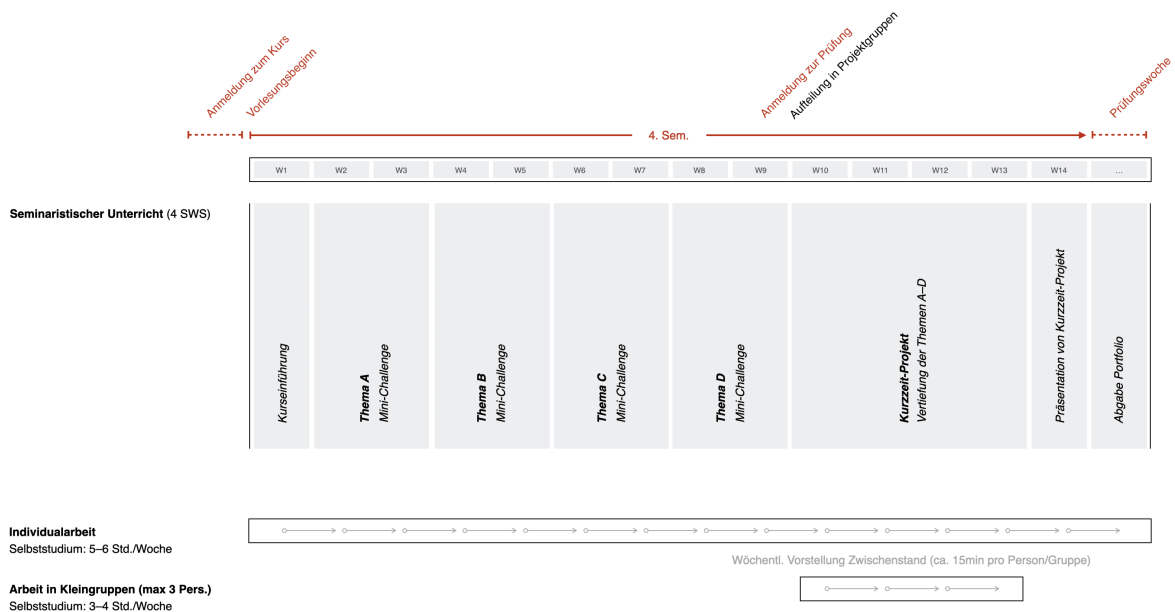 Anmeldung zum Kurs
Vorlesungsbeginn
Anmeldung zur Prüfung
Aufteilung in Projektgruppen
Prüfungswoche
4. Sem.
W1 W2 W3 W4 W5 W6 W7 W8 W9 W10 W11 W12 W13 W14 ...
Seminaristischer Unterricht (4 SWS)
Kurseinführung
Thema A
Mini-Challenge
Thema B
Mini-Challenge
Thema C
Mini-Challenge
Thema D
Mini-Challenge
Kurzzeit-Projekt
Vertiefung der Themen A–D
Präsentation von Kurzzeit-Projekt
Abgabe Portfolio
Individualarbeit
Selbststudium: 5–6 Std./Woche
Wöchentl. Vorstellung Zwischenstand (ca. 15min pro Person/Gruppe)
Arbeit in Kleingruppen (max 3 Pers.)
Selbststudium: 3–4 Std./Woche